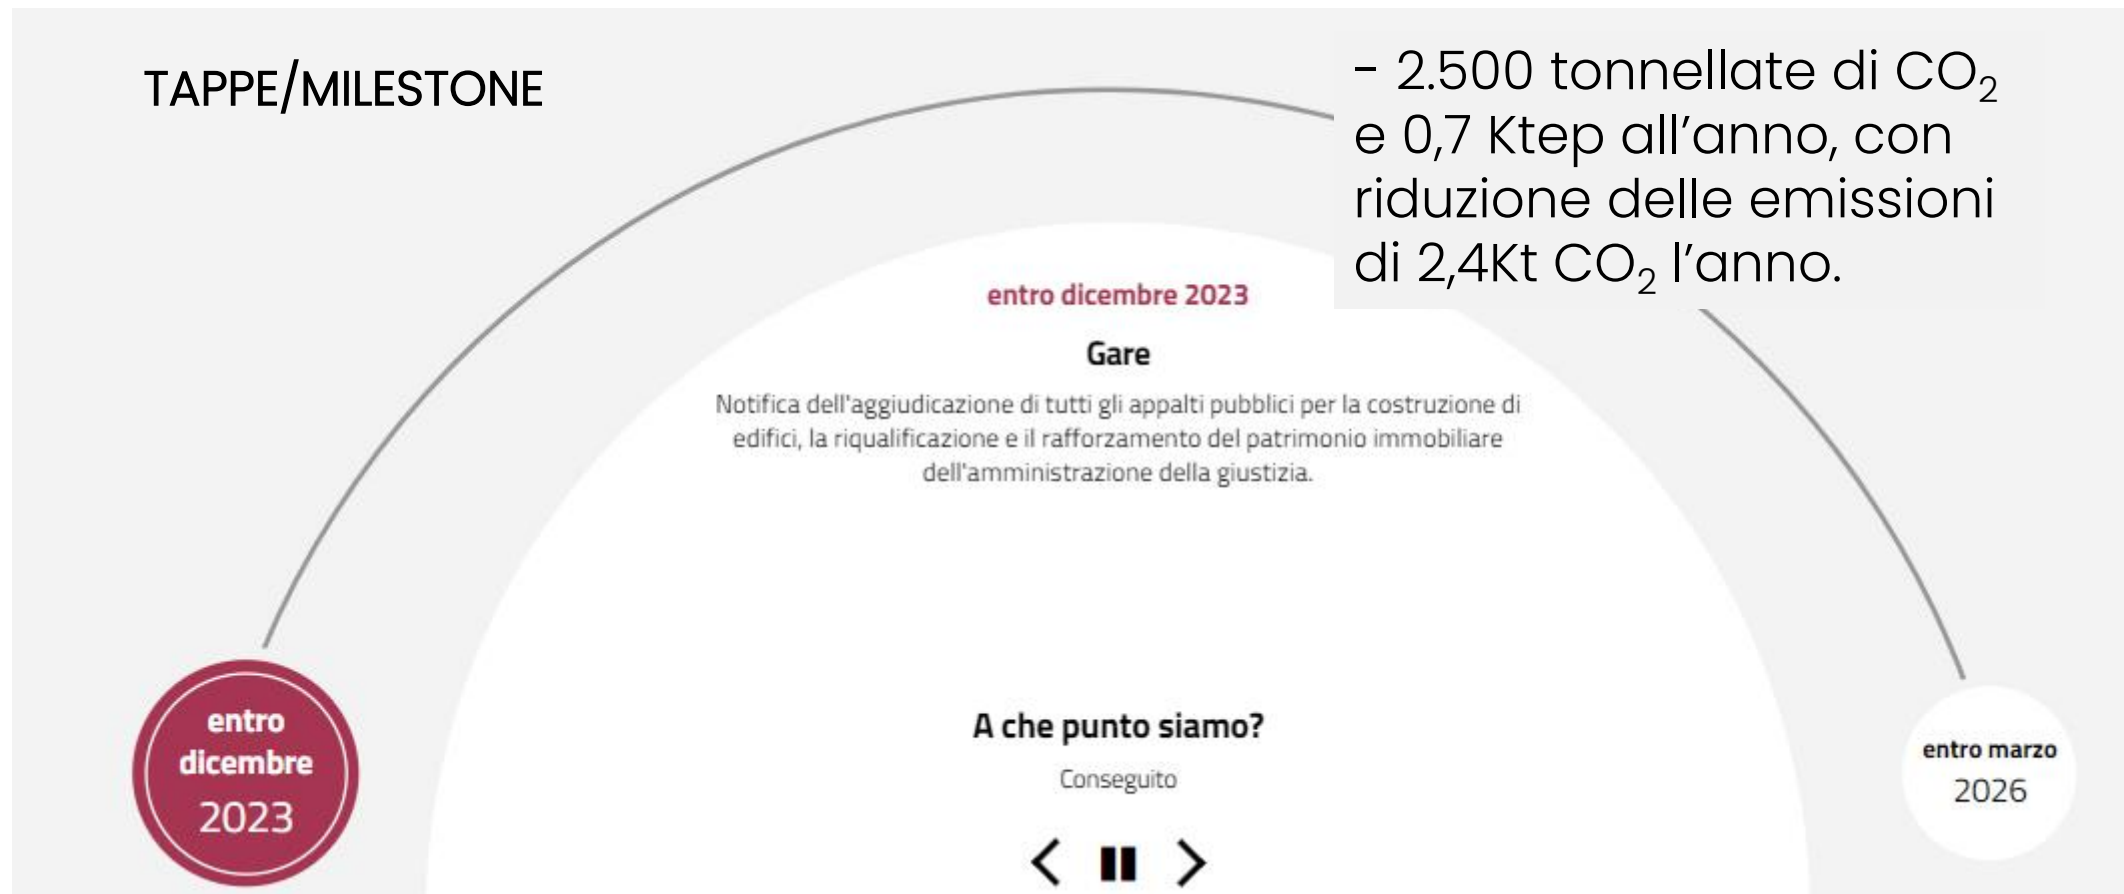 TAPPE/MILESTONE
- 2.500 tonnellate di CO₂
e 0,7 Ktep all’anno, con
riduzione delle emissioni
di 2,4Kt CO₂ l’anno.
entro dicembre 2023
Gare
Notifica dell'aggiudicazione di tutti gli appalti pubblici per la costruzione di
edifici, la riqualificazione e il rafforzamento del patrimonio immobiliare
dell'amministrazione della giustizia.
entro
dicembre
2023
A che punto siamo?
Conseguito
entro marzo
2026